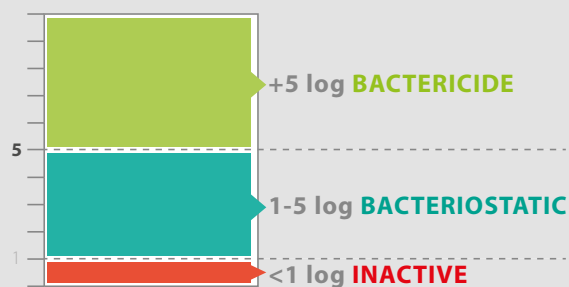 +5 log BACTERICIDE
5
1-5 log BACTERIOSTATIC
1
<1 log INACTIVE